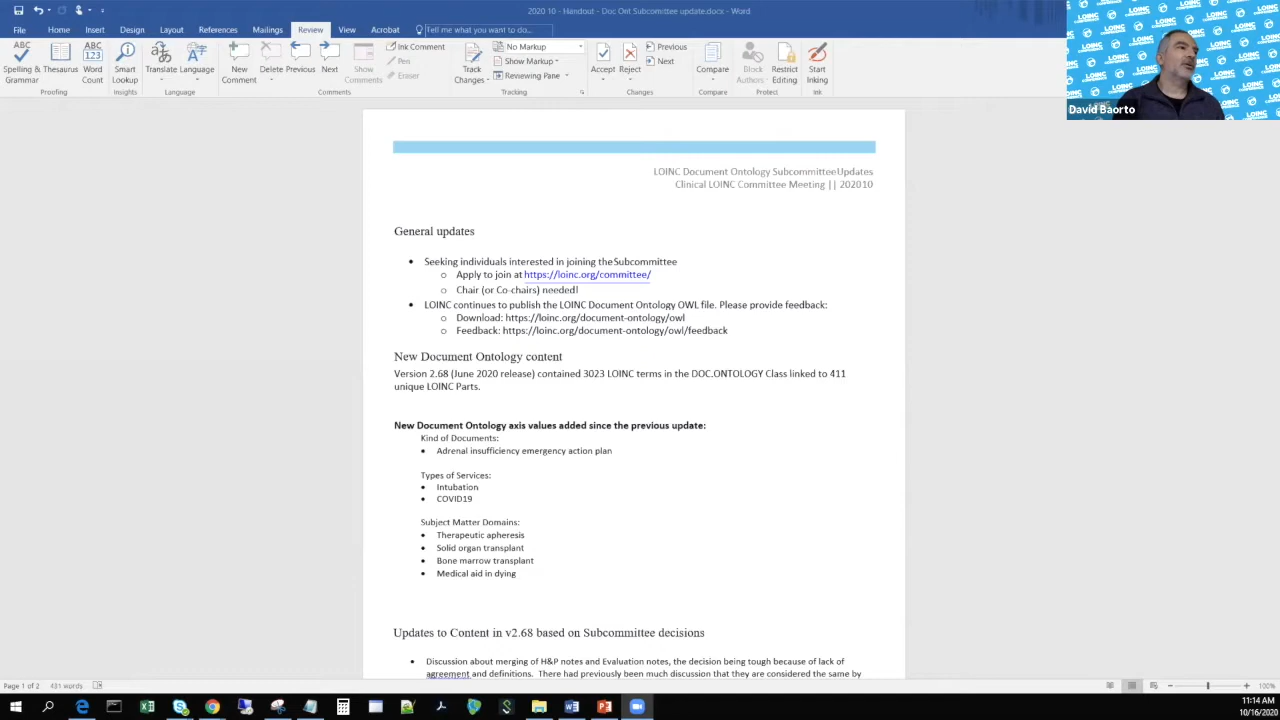 2020 10 - Handout - Doc Ont Subcomittee update.docx - Word
File Home Insert Design Layout References Mailings Review View Acrobat Tell me what you want to do...
Spelling & Grammar Thesaurus Word Count Smart Lookup Translate Language New Comment Delete Previous Next Show Comments Ink Comment Pen Eraser Track Changes No Markup Show Markup Reviewing Pane Accept Reject Previous Next Compare Block Authors Restrict Editing Start Inking
Proofing Insights Language Comments Tracking Changes Compare Protect Ink
David Baorto
LOINC Document Ontology SubcommitteeUpdates
Clinical LOINC Committee Meeting || 202010
General updates
• Seeking individuals interested in joining theSubcommittee
o Apply to join at https://loinc.org/committee/
o Chair (or Co-chairs) needed!
• LOINC continues to publish the LOINC Document Ontology OWL file. Please provide feedback:
o Download: https://loinc.org/document-ontology/owl
o Feedback: https://loinc.org/document-ontology/owl/feedback
New Document Ontology content
Version 2.68 (June 2020 release) contained 3023 LOINC terms in the DOC.ONTOLOGY Class linked to 411
unique LOINC Parts.
New Document Ontology axis values added since the previous update:
Kind of Documents:
• Adrenal insufficiency emergency action plan
Types of Services:
• Intubation
• COVID19
Subject Matter Domains:
• Therapeutic apheresis
• Solid organ transplant
• Bone marrow transplant
• Medical aid in dying
Updates to Content in v2.68 based on Subcommittee decisions
• Discussion about merging of H&P notes and Evaluation notes, the decision being tough because of lack of
agreement and definitions. There had previously been much discussion that they are considered the same by
Page 1 of 2 431 words
100%
11:14 AM
10/16/2020